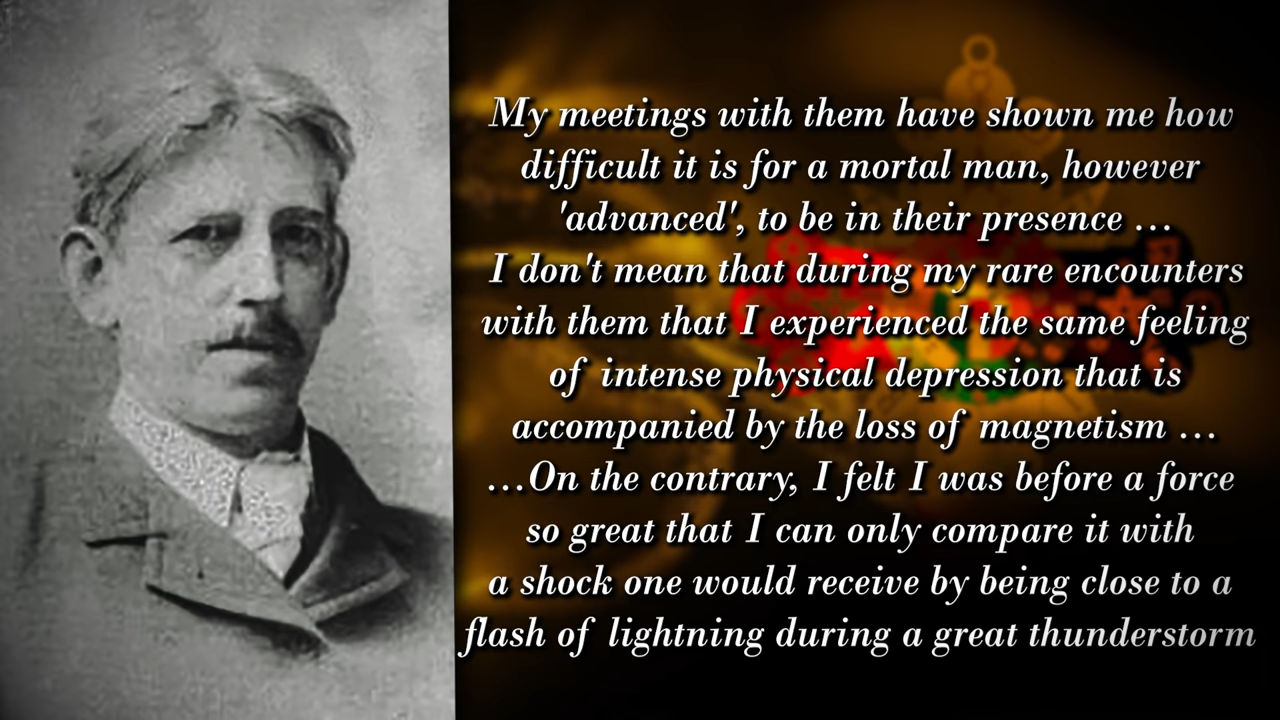 My meetings with them have shown me how
difficult it is for a mortal man, however
'advanced', to be in their presence ...
I don't mean that during my rare encounters
with them that I experienced the same feeling
of intense physical depression that is
accompanied by the loss of magnetism ...
...On the contrary, I felt I was before a force
so great that I can only compare it with
a shock one would receive by being close to a
flash of lightning during a great thunderstorm